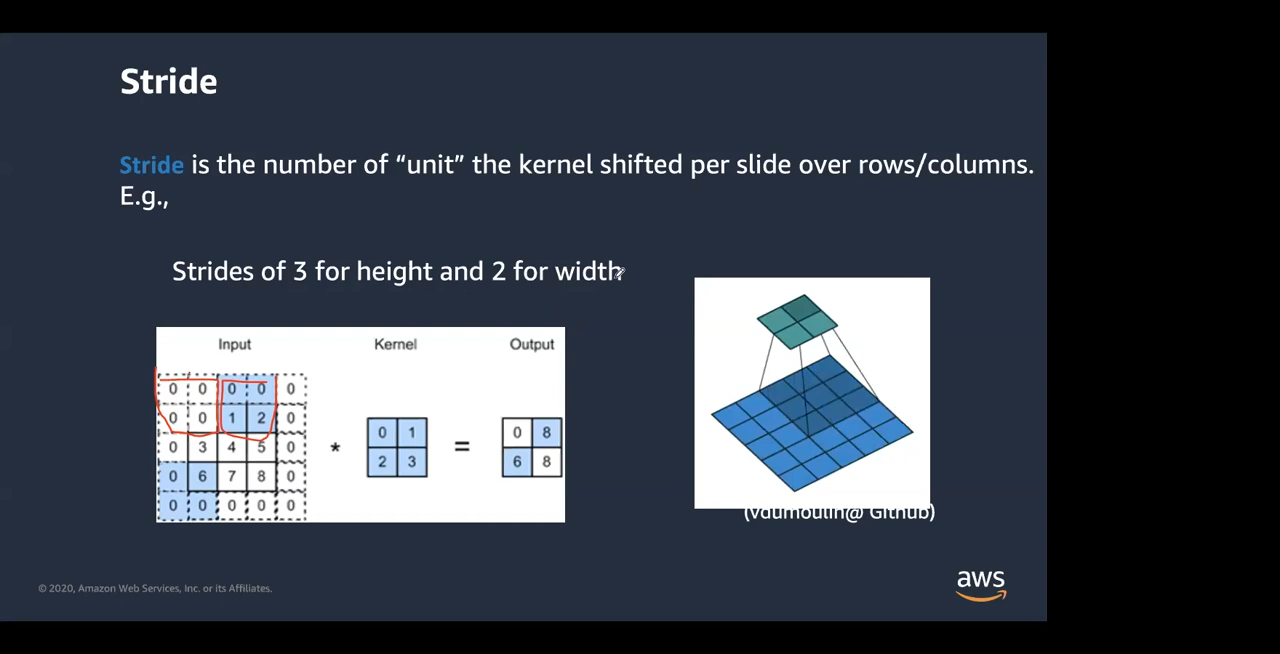 Stride
Stride is the number of “unit” the kernel shifted per slide over rows/columns.
E.g.,
Strides of 3 for height and 2 for width
Input Kernel Output
0 0 0 0 0
0 0 1 2 0
0 3 4 5 0
0 6 7 8 0
0 0 0 0 0
*
0 1
2 3
=
0 8
6 8
(vdumoulin@ Github)
© 2020, Amazon Web Services, Inc. or its Affiliates.
aws